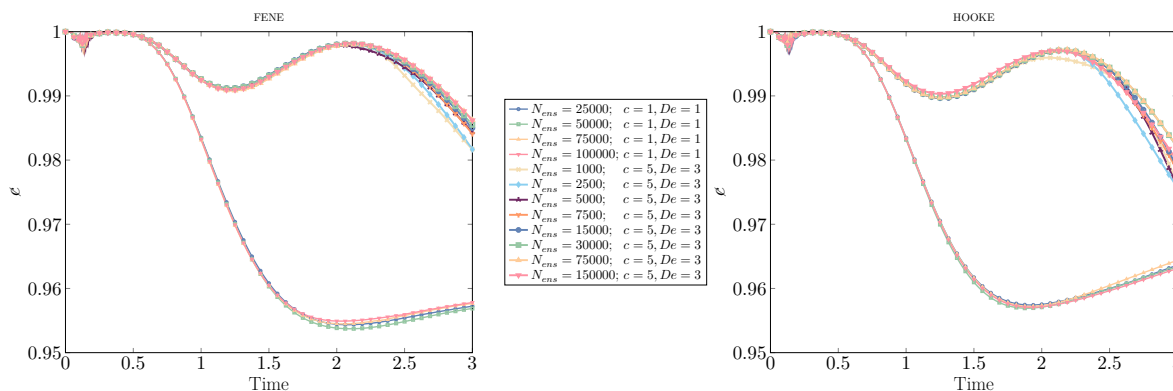 FENE
1
0.99
0.98
0.97
0.96
0.95
0
0.5
1
1.5
2
2.5
3
Time
¢
N_ens = 25000; c = 1, De = 1
N_ens = 50000; c = 1, De = 1
N_ens = 75000; c = 1, De = 1
N_ens = 100000; c = 1, De = 1
N_ens = 1000; c = 5, De = 3
N_ens = 2500; c = 5, De = 3
N_ens = 5000; c = 5, De = 3
N_ens = 7500; c = 5, De = 3
N_ens = 15000; c = 5, De = 3
N_ens = 30000; c = 5, De = 3
N_ens = 75000; c = 5, De = 3
N_ens = 150000; c = 5, De = 3
HOOKE
1
0.99
0.98
0.97
0.96
0.95
0
0.5
1
1.5
2
2.5
Time
¢